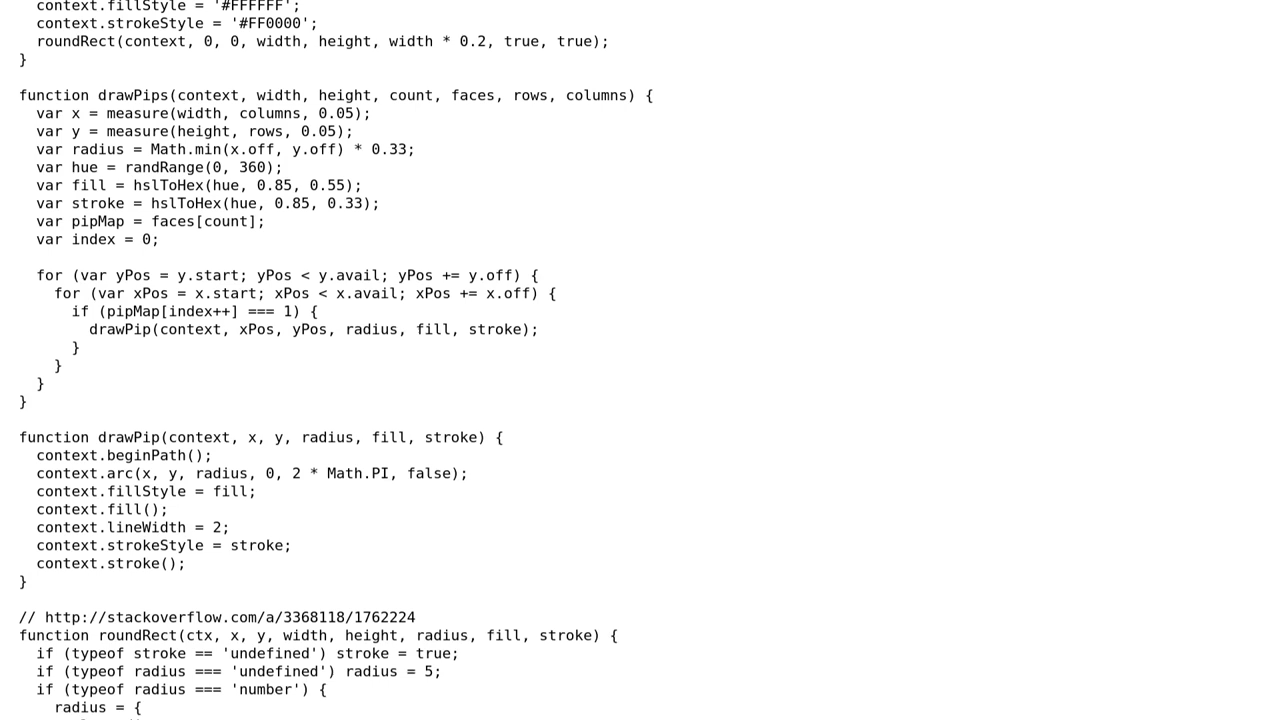 context.fillStyle = '#FFFFFF';
  context.strokeStyle = '#FF0000';
  roundRect(context, 0, 0, width, height, width * 0.2, true, true);
}

function drawPips(context, width, height, count, faces, rows, columns) {
  var x = measure(width, columns, 0.05);
  var y = measure(height, rows, 0.05);
  var radius = Math.min(x.off, y.off) * 0.33;
  var hue = randRange(0, 360);
  var fill = hslToHex(hue, 0.85, 0.55);
  var stroke = hslToHex(hue, 0.85, 0.33);
  var pipMap = faces[count];
  var index = 0;

  for (var yPos = y.start; yPos < y.avail; yPos += y.off) {
    for (var xPos = x.start; xPos < x.avail; xPos += x.off) {
      if (pipMap[index++] === 1) {
        drawPip(context, xPos, yPos, radius, fill, stroke);
      }
    }
  }
}

function drawPip(context, x, y, radius, fill, stroke) {
  context.beginPath();
  context.arc(x, y, radius, 0, 2 * Math.PI, false);
  context.fillStyle = fill;
  context.fill();
  context.lineWidth = 2;
  context.strokeStyle = stroke;
  context.stroke();
}

// http://stackoverflow.com/a/3368118/1762224
function roundRect(ctx, x, y, width, height, radius, fill, stroke) {
  if (typeof stroke == 'undefined') stroke = true;
  if (typeof radius === 'undefined') radius = 5;
  if (typeof radius === 'number') {
    radius = {